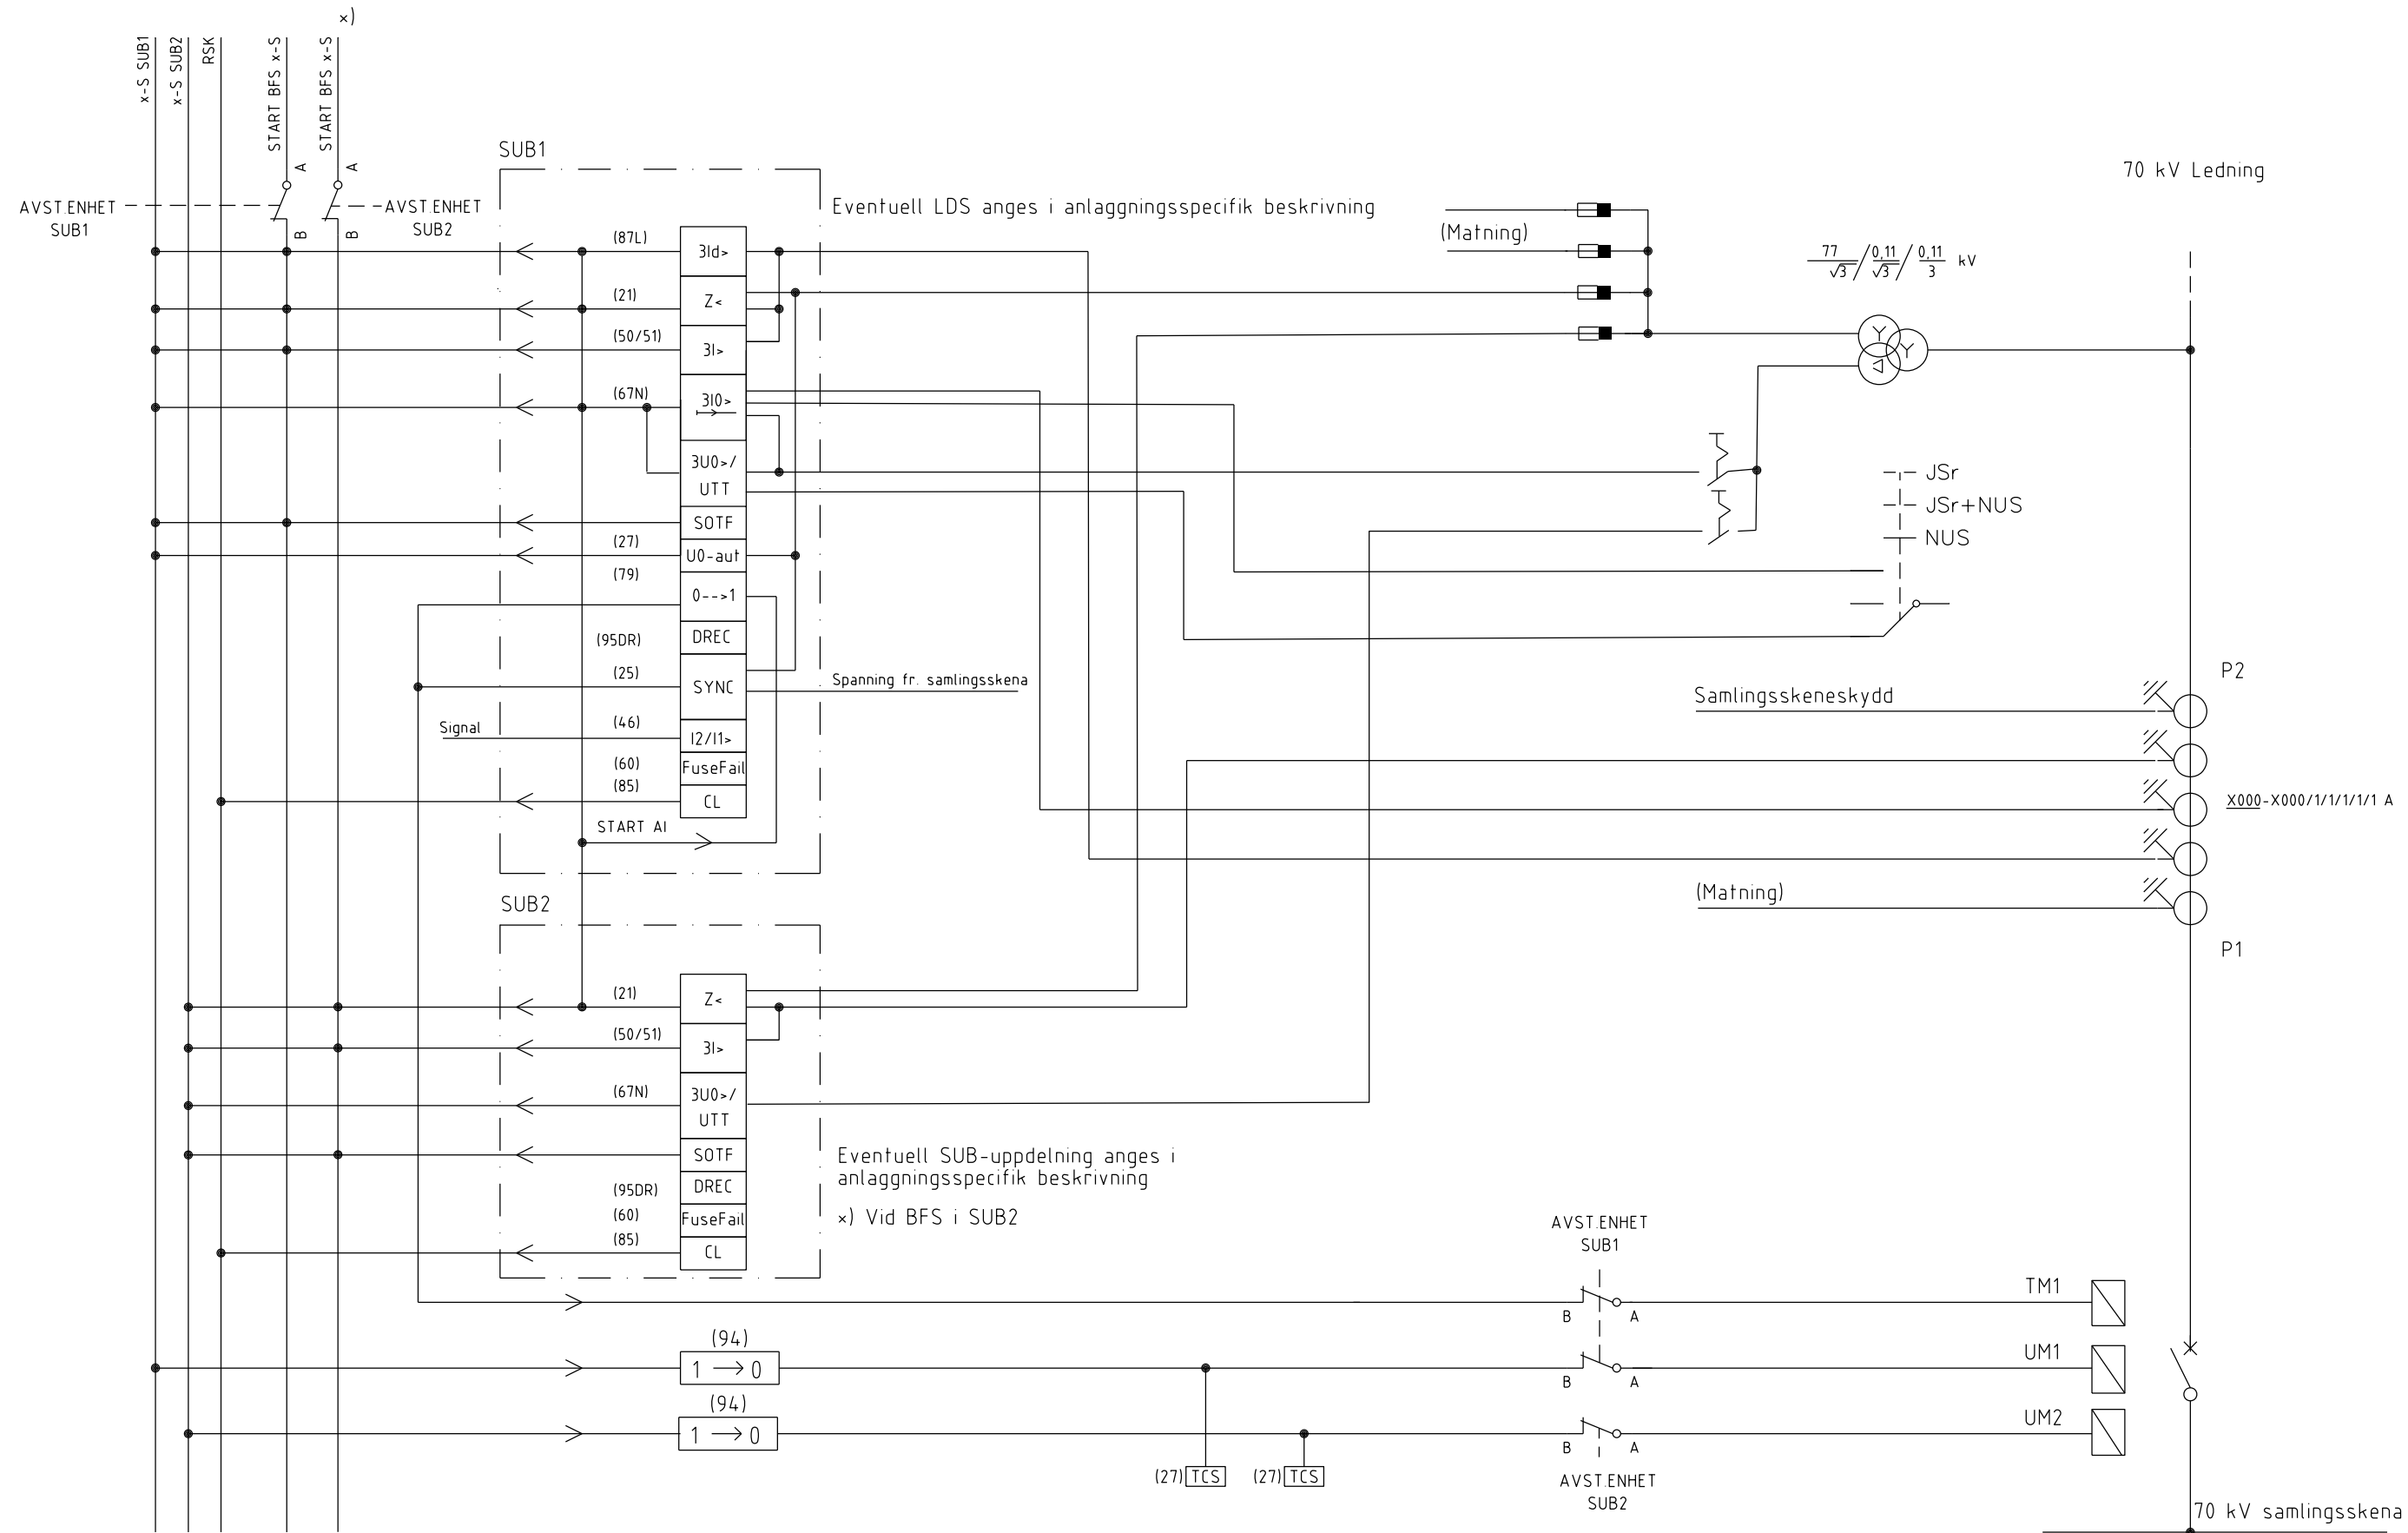 x)
x-S SUB1
x-S SUB2
RSK
START BFS x-S
START BFS x-S
A
A
AVST.ENHET
SUB1
AVST.ENHET
SUB2
B
B
SUB1
Eventuell LDS anges i anlaggningsspecifik beskrivning
(Matning)
70 kV Ledning
77/√3 / 0,11/√3 / 0,11/3 kV
(87L)
3Id>
(21)
Z<
(50/51)
3I>
(67N)
3I0>
3U0>/
UTT
SOTF
(27)
U0-aut
(79)
0-->1
(95DR)
DREC
(25)
SYNC
Spanning fr. samlingsskena
Signal
(46)
I2/I1>
(60)
FuseFail
(85)
CL
START AI
Y
Y
JSr
JSr+NUS
NUS
P2
Samlingsskeneskydd
X000-X000/1/1/1/1/1 A
(Matning)
P1
SUB2
(21)
Z<
(50/51)
3I>
(67N)
3U0>/
UTT
SOTF
(95DR)
DREC
(60)
FuseFail
(85)
CL
Eventuell SUB-uppdelning anges i
anlaggningsspecifik beskrivning
x) Vid BFS i SUB2
AVST.ENHET
SUB1
B
A
TM1
(94)
1 → 0
B
A
UM1
(94)
1 → 0
B
A
UM2
(27) TCS
(27) TCS
AVST.ENHET
SUB2
70 kV samlingsskena